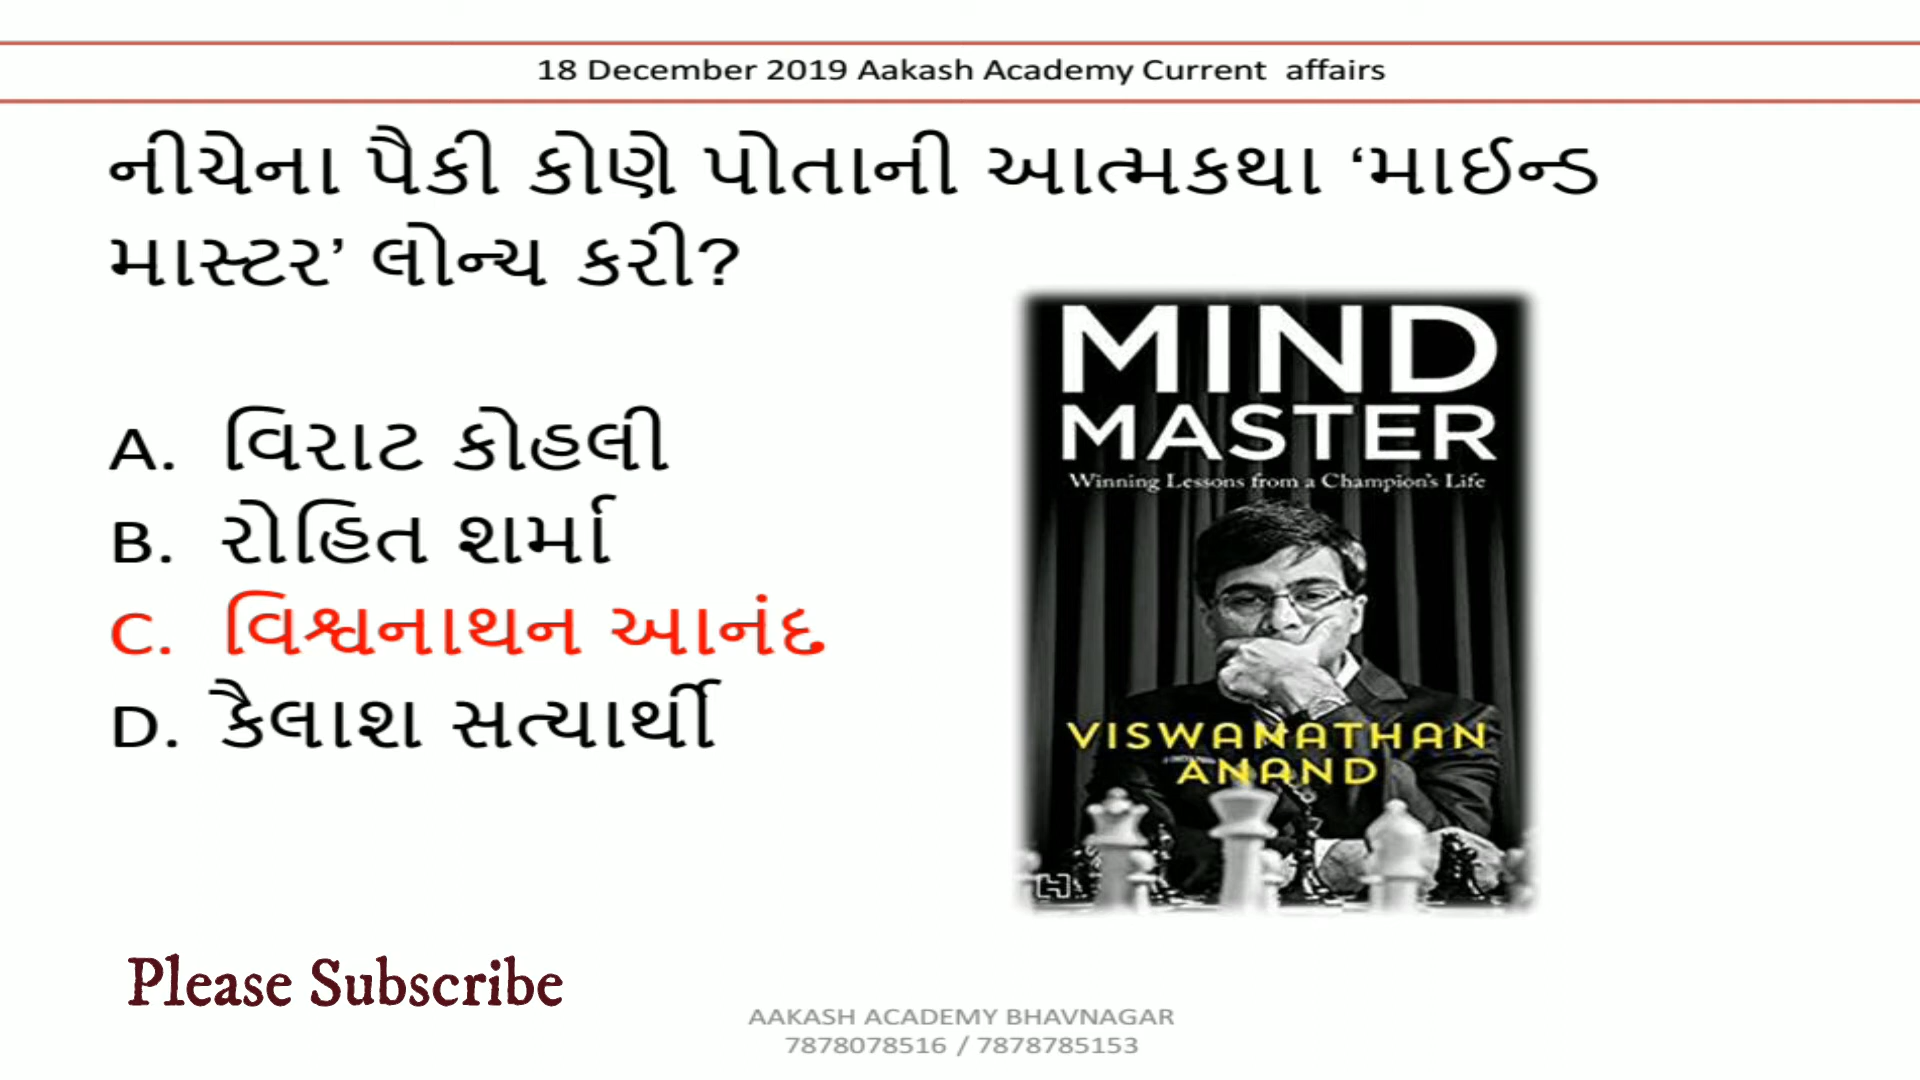 18 December 2019 Aakash Academy Current affairs
નીચેના પૈકી કોણે પોતાની આત્મકથા ‘માઈન્ડ
માસ્ટર’ લોન્ચ કરી?
A. વિરાટ કોહલી
B. રોહિત શર્મા
C. વિશ્વનાથન આનંદ
D. કૈલાશ સત્યાર્થી
MIND
MASTER
Winning Lessons from a Champion's Life
VISWANATHAN
ANAND
Please Subscribe
AAKASH ACADEMY BHAVNAGAR
7878078516 / 7878785153